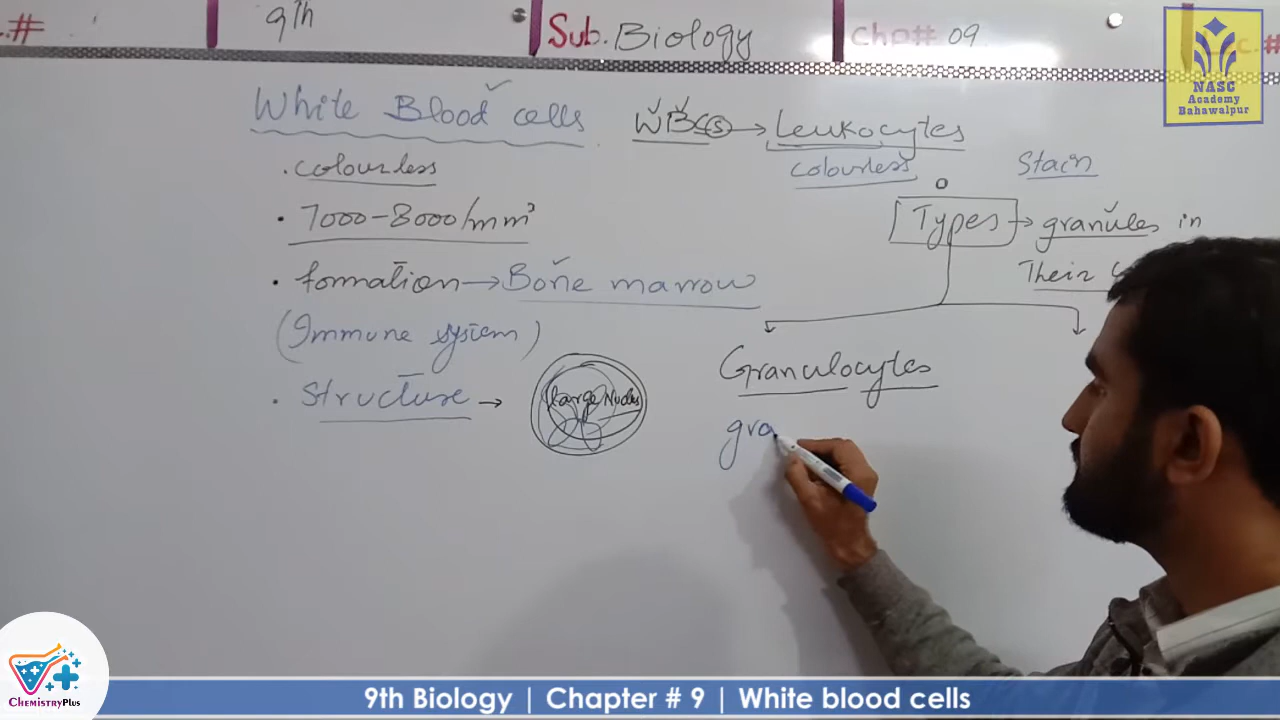 .#
9th
Sub. Biology
Chp# 09
c.#
NASC
Academy
Bahawalpur
White Blood cells
WBCs → Leukocytes
. colourless
colourless
Stain
. 7000-8000/mm³
Types → granules in
Their
. formation → Bone marrow
(Immune system)
Granulocytes
. Structure →
large Nucleus
gra
ChemistryPlus
9th Biology | Chapter # 9 | White blood cells